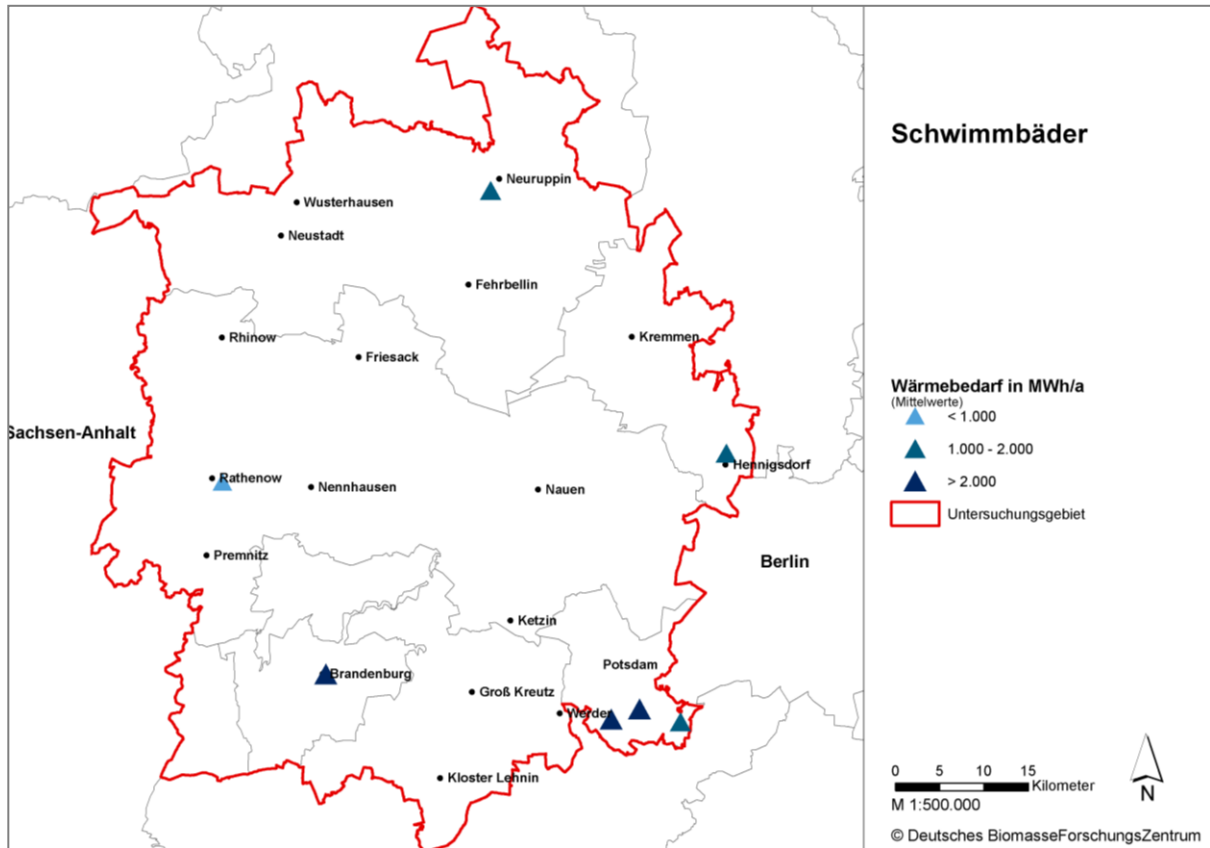 Schwimmbäder
Neuruppin
Wusterhausen
Neustadt
Fehrbellin
Rhinow
Kremmen
Friesack
Sachsen-Anhalt
Hennigsdorf
Rathenow
Nennhausen
Nauen
Premnitz
Berlin
Ketzin
Potsdam
Brandenburg
Groß Kreutz
Werder
Kloster Lehnin
Wärmebedarf in MWh/a
(Mittelwerte)
< 1.000
1.000 - 2.000
> 2.000
Untersuchungsgebiet
0 5 10 15
Kilometer
M 1:500.000
N
© Deutsches BiomasseForschungsZentrum